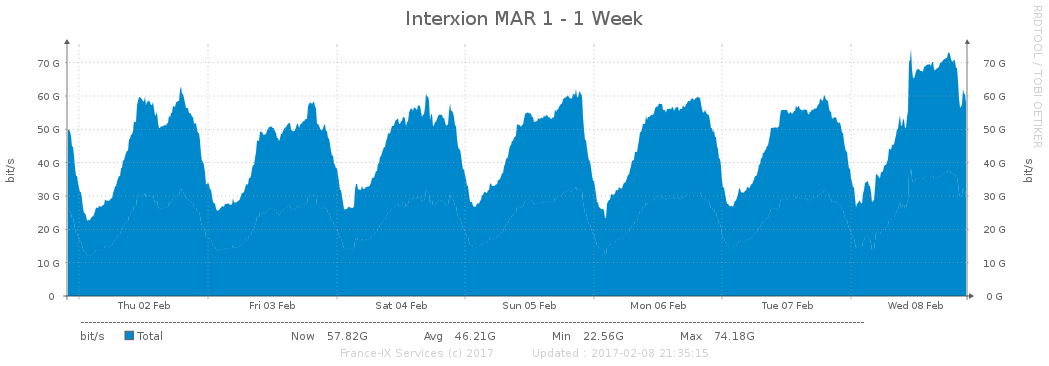 Interxion MAR 1 - 1 Week
RRDTOOL / TOBI OETIKER
bit/s
bit/s
70 G 70 G
60 G 60 G
50 G 50 G
40 G 40 G
30 G 30 G
20 G 20 G
10 G 10 G
0 0 G
Thu 02 Feb Fri 03 Feb Sat 04 Feb Sun 05 Feb Mon 06 Feb Tue 07 Feb Wed 08 Feb
bit/s Total Now 57.82G Avg 46.21G Min 22.56G Max 74.18G
France-IX Services (c) 2017 Updated : 2017-02-08 21:35:15